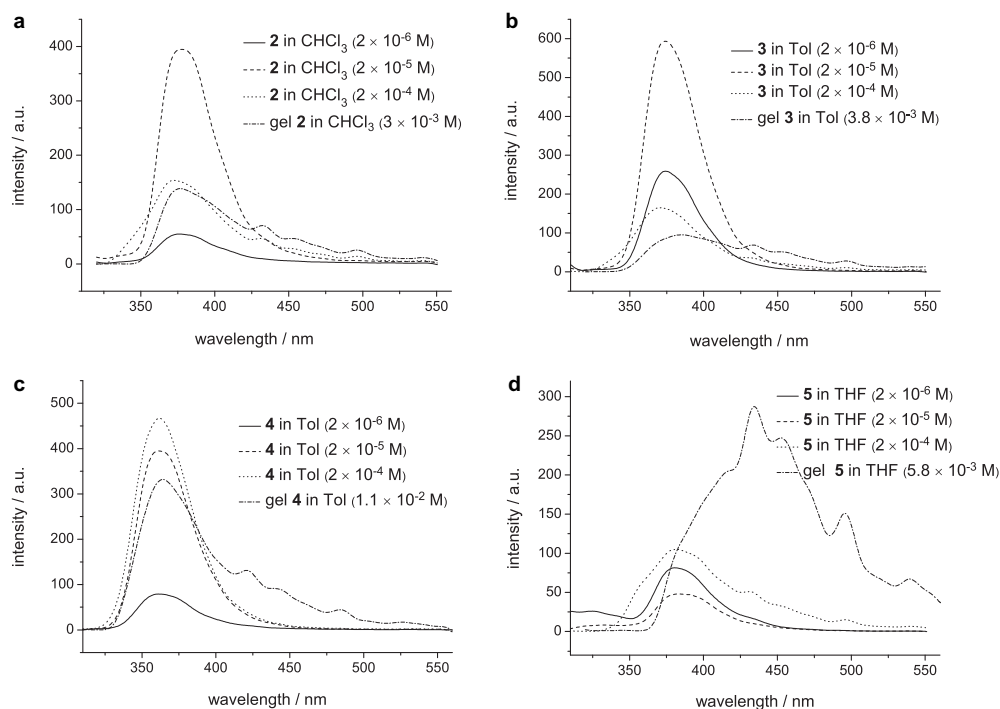 a
intensity / a.u.
400
300
200
100
0
350 400 450 500 550
wavelength / nm
2 in CHCl3 (2 × 10-6 M)
2 in CHCl3 (2 × 10-5 M)
2 in CHCl3 (2 × 10-4 M)
gel 2 in CHCl3 (3 × 10-3 M)
b
intensity / a.u.
600
500
400
300
200
100
0
350 400 450 500 550
wavelength / nm
3 in Tol (2 × 10-6 M)
3 in Tol (2 × 10-5 M)
3 in Tol (2 × 10-4 M)
gel 3 in Tol (3.8 × 10-3 M)
c
intensity / a.u.
500
400
300
200
100
0
350 400 450 500 550
wavelength / nm
4 in Tol (2 × 10-6 M)
4 in Tol (2 × 10-5 M)
4 in Tol (2 × 10-4 M)
gel 4 in Tol (1.1 × 10-2 M)
d
intensity / a.u.
300
250
200
150
100
50
0
350 400 450 500 550
wavelength / nm
5 in THF (2 × 10-6 M)
5 in THF (2 × 10-5 M)
5 in THF (2 × 10-4 M)
gel 5 in THF (5.8 × 10-3 M)